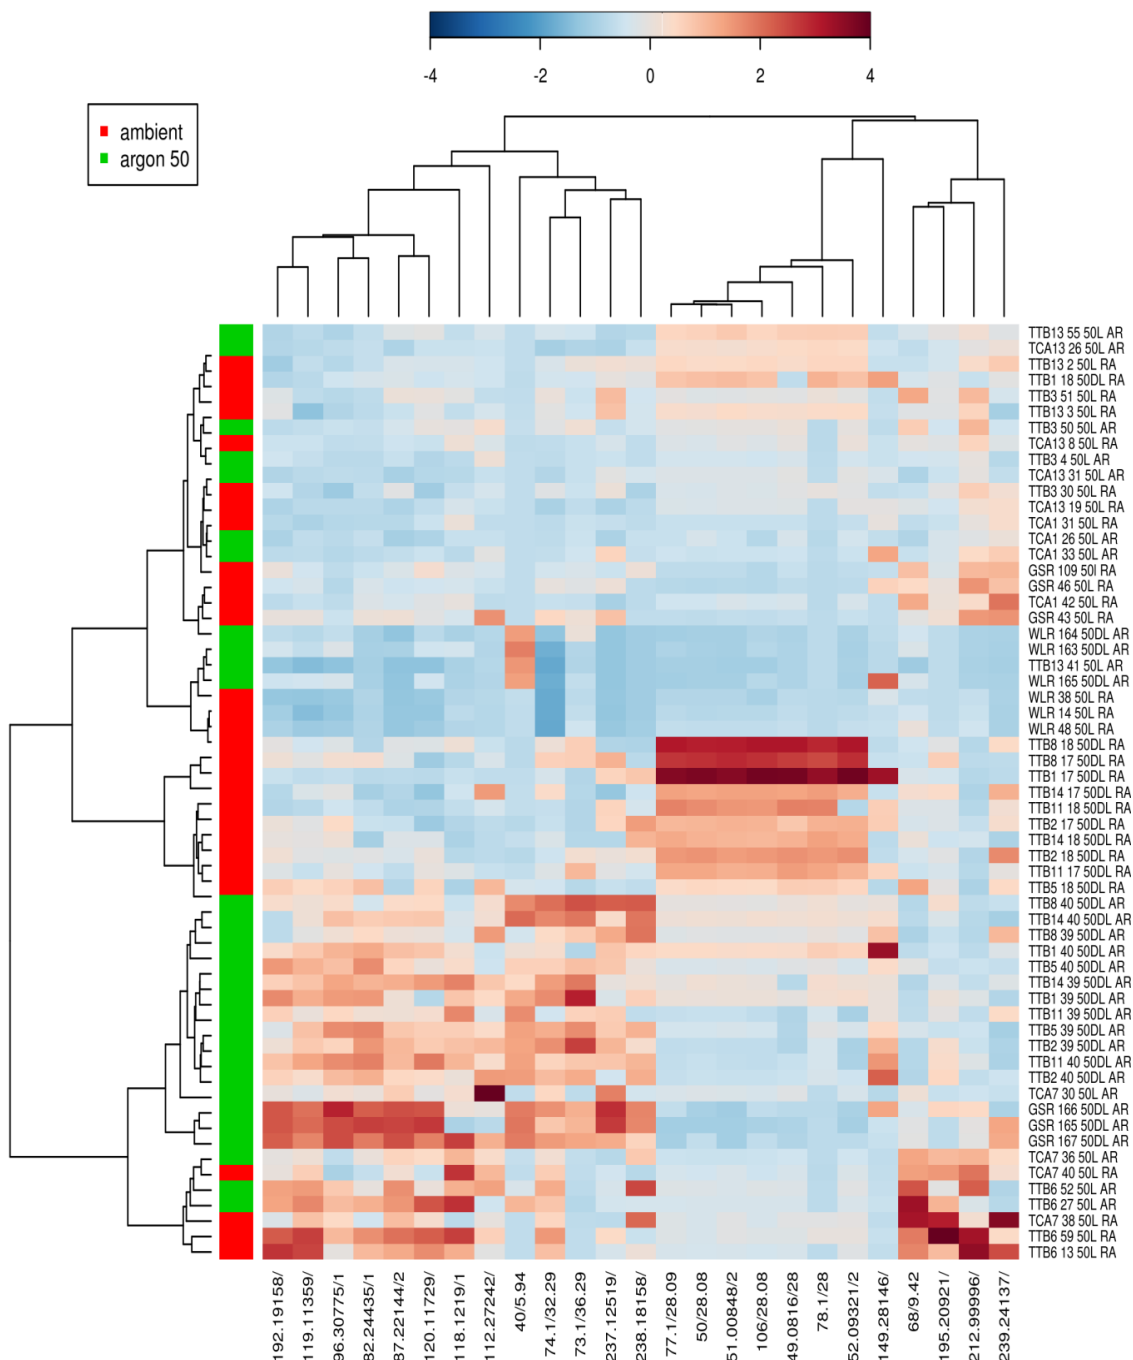 -4 -2 0 2 4
ambient
argon 50
TTB13 55 50L AR
TCA13 26 50L AR
TTB13 2 50L RA
TTB1 18 50DL RA
TTB3 51 50L RA
TTB13 3 50L RA
TTB3 50 50L AR
TCA13 8 50L RA
TTB3 4 50L AR
TCA13 31 50L AR
TTB3 30 50L RA
TCA13 19 50L RA
TCA1 31 50L RA
TCA1 26 50L AR
TCA1 33 50L AR
GSR 109 50l RA
GSR 46 50L RA
TCA1 42 50L RA
GSR 43 50L RA
WLR 164 50DL AR
WLR 163 50DL AR
TTB13 41 50L AR
WLR 165 50DL AR
WLR 38 50L RA
WLR 14 50L RA
WLR 48 50L RA
TTB8 18 50DL RA
TTB8 17 50DL RA
TTB1 17 50DL RA
TTB14 17 50DL RA
TTB11 18 50DL RA
TTB2 17 50DL RA
TTB14 18 50DL RA
TTB2 18 50DL RA
TTB11 17 50DL RA
TTB5 18 50DL RA
TTB8 40 50DL AR
TTB14 40 50DL AR
TTB8 39 50DL AR
TTB1 40 50DL AR
TTB5 40 50DL AR
TTB14 39 50DL AR
TTB1 39 50DL AR
TTB11 39 50DL AR
TTB5 39 50DL AR
TTB2 39 50DL AR
TTB11 40 50DL AR
TTB2 40 50DL AR
TCA7 30 50L AR
GSR 166 50DL AR
GSR 165 50DL AR
GSR 167 50DL AR
TCA7 36 50L AR
TCA7 40 50L RA
TTB6 52 50L AR
TTB6 27 50L AR
TCA7 38 50L RA
TTB6 59 50L RA
TTB6 13 50L RA
192.19158/
119.11359/
96.30775/1
82.24435/1
87.22144/2
120.11729/
118.1219/1
112.27242/
40/5.94
74.1/32.29
73.1/36.29
237.12519/
238.18158/
77.1/28.09
50/28.08
51.00848/2
106/28.08
49.0816/28
78.1/28
52.09321/2
149.28146/
68/9.42
195.20921/
212.99996/
239.24137/